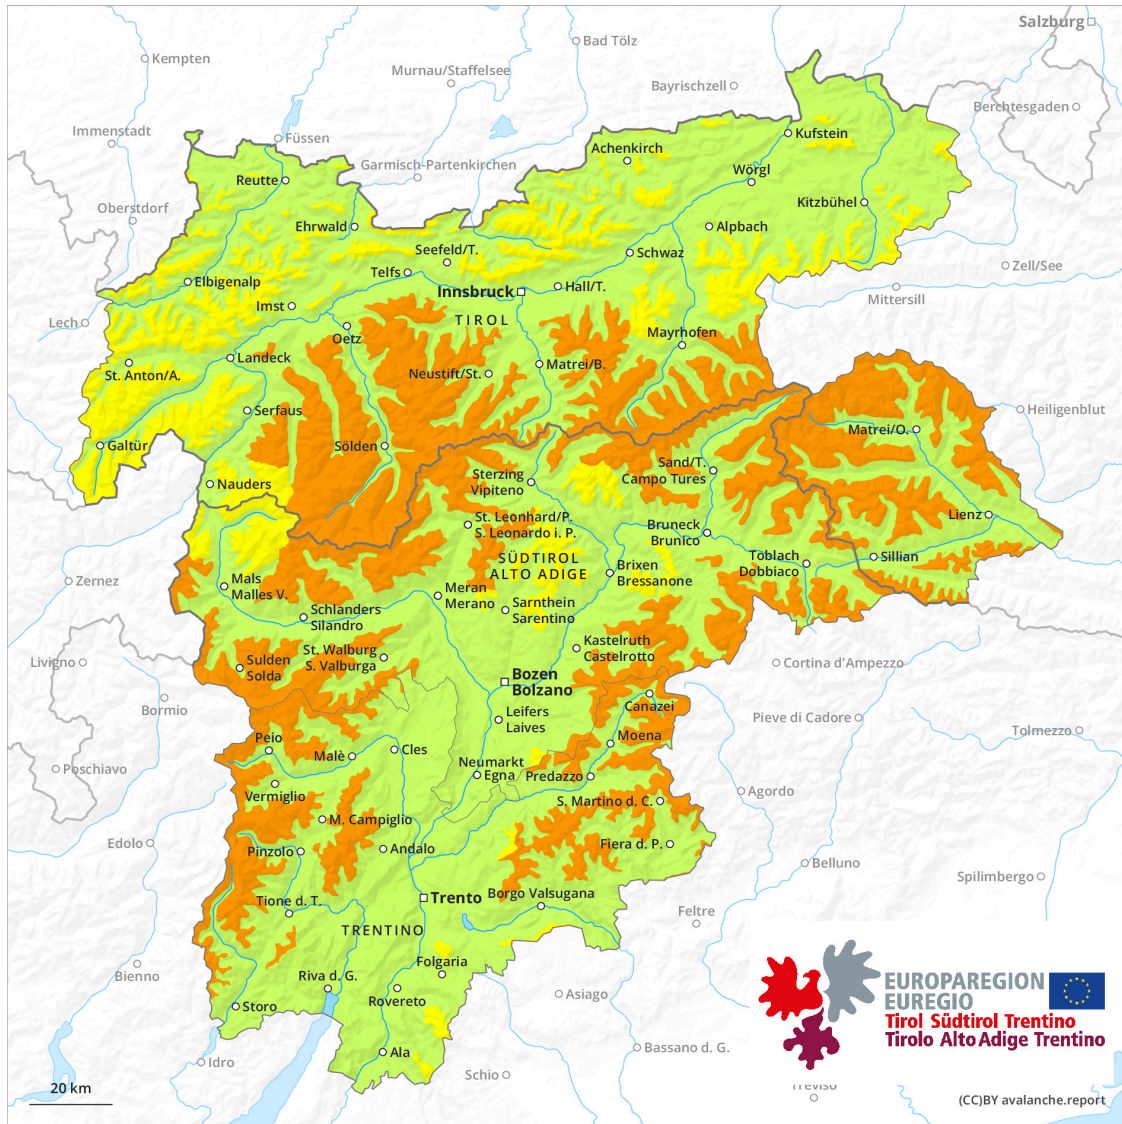 Salzburg
Bad Tölz
Kempten
Murnau/Staffelsee
Bayrischzell
Berchtesgaden
Immenstadt
Füssen
Kufstein
Achenkirch
Garmisch-Partenkirchen
Wörgl
Reutte
Oberstdorf
Kitzbühel
Ehrwald
Alpbach
Seefeld/T.
Schwaz
Zell/See
Telfs
Elbigenalp
Hall/T.
Innsbruck
Mittersill
Imst
TIROL
Lech
Oetz
Mayrhofen
Landeck
Matrei/B.
St. Anton/A.
Neustift/St.
Serfaus
Heiligenblut
Matrei/O.
Galtür
Sölden
Sand/T.
Campo Tures
Sterzing
Vipiteno
Nauders
Lienz
St. Leonhard/P.
S. Leonardo i. P.
Bruneck
Brunico
SÜDTIROL
ALTO ADIGE
Toblach
Dobbiaco
Sillian
Brixen
Bressanone
Zernez
Mals
Malles V.
Meran
Merano
Sarnthein
Sarentino
Schlanders
Silandro
Kastelruth
Castelrotto
St. Walburg
S. Valburga
Livigno
Sulden
Solda
Cortina d'Ampezzo
Bozen
Bolzano
Bormio
Canazei
Leifers
Laives
Pieve di Cadore
Tolmezzo
Moena
Peio
Cles
Malè
Neumarkt
Egna
Predazzo
Poschiavo
Vermiglio
Agordo
S. Martino d. C.
M. Campiglio
Edolo
Pinzolo
Andalo
Fiera d. P.
Belluno
Spilimbergo
Borgo Valsugana
Trento
Tione d. T.
Feltre
TRENTINO
Folgaria
Bienno
Riva d. G.
Rovereto
Asiago
Storo
EUROPAREGION
EUREGIO
Tirol Südtirol Trentino
Tirolo Alto Adige Trentino
Ala
Bassano d. G.
Idro
Schio
Treviso
20 km
(CC)BY avalanche.report